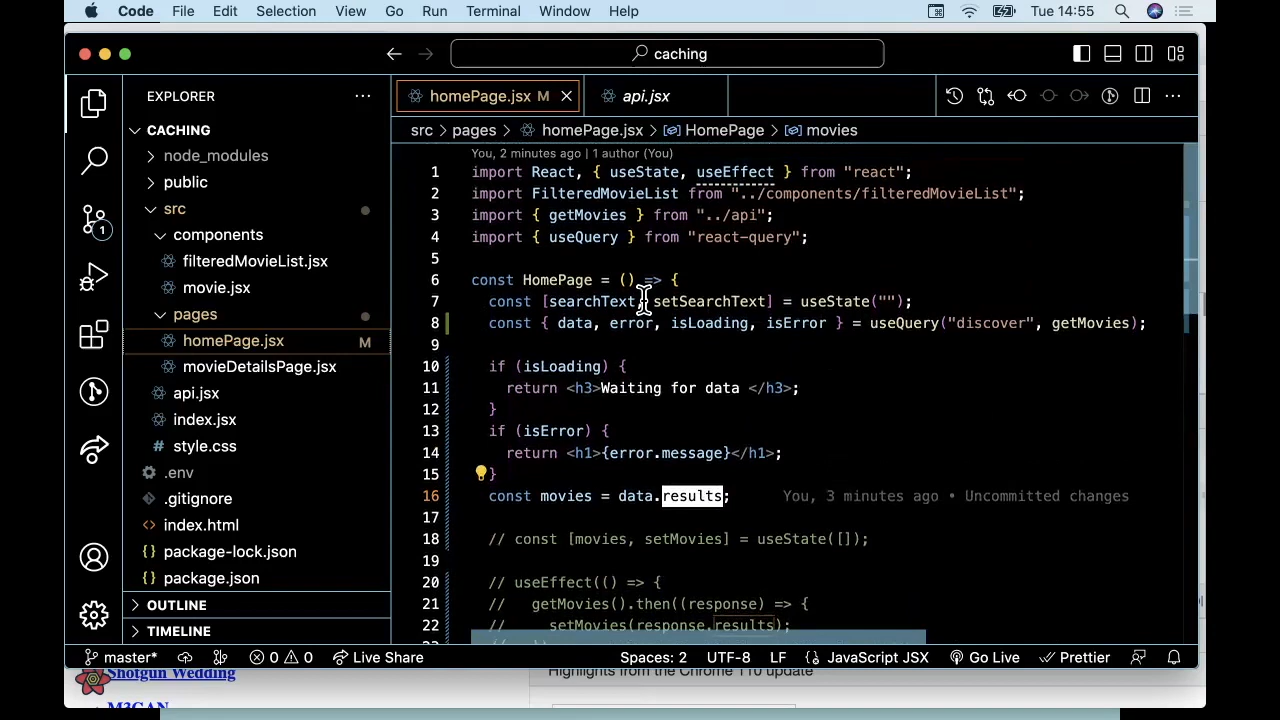 Code File Edit Selection View Go Run Terminal Window Help Tue 14:55
caching
EXPLORER
homePage.jsx M
api.jsx
src > pages > homePage.jsx > HomePage > movies
CACHING
node_modules
public
src
components
filteredMovieList.jsx
movie.jsx
pages
homePage.jsx M
movieDetailsPage.jsx
api.jsx
index.jsx
style.css
.env
.gitignore
index.html
package-lock.json
package.json
OUTLINE
TIMELINE
1
You, 2 minutes ago | 1 author (You)
1 import React, { useState, useEffect } from "react";
2 import FilteredMovieList from "../components/filteredMovieList";
3 import { getMovies } from "../api";
4 import { useQuery } from "react-query";
5
6 const HomePage = () => {
7 const [searchText, setSearchText] = useState("");
8 const { data, error, isLoading, isError } = useQuery("discover", getMovies);
9
10 if (isLoading) {
11 return <h3>Waiting for data </h3>;
12 }
13 if (isError) {
14 return <h1>{error.message}</h1>;
15 }
16 const movies = data.results; You, 3 minutes ago • Uncommitted changes
17
18 // const [movies, setMovies] = useState([]);
19
20 // useEffect(() => {
21 // getMovies().then((response) => {
22 // setMovies(response.results);
master* 0 0 Live Share Spaces: 2 UTF-8 LF {} JavaScript JSX Go Live Prettier
Shotgun Wedding
Highlights from the Chrome 110 update
M3GAN